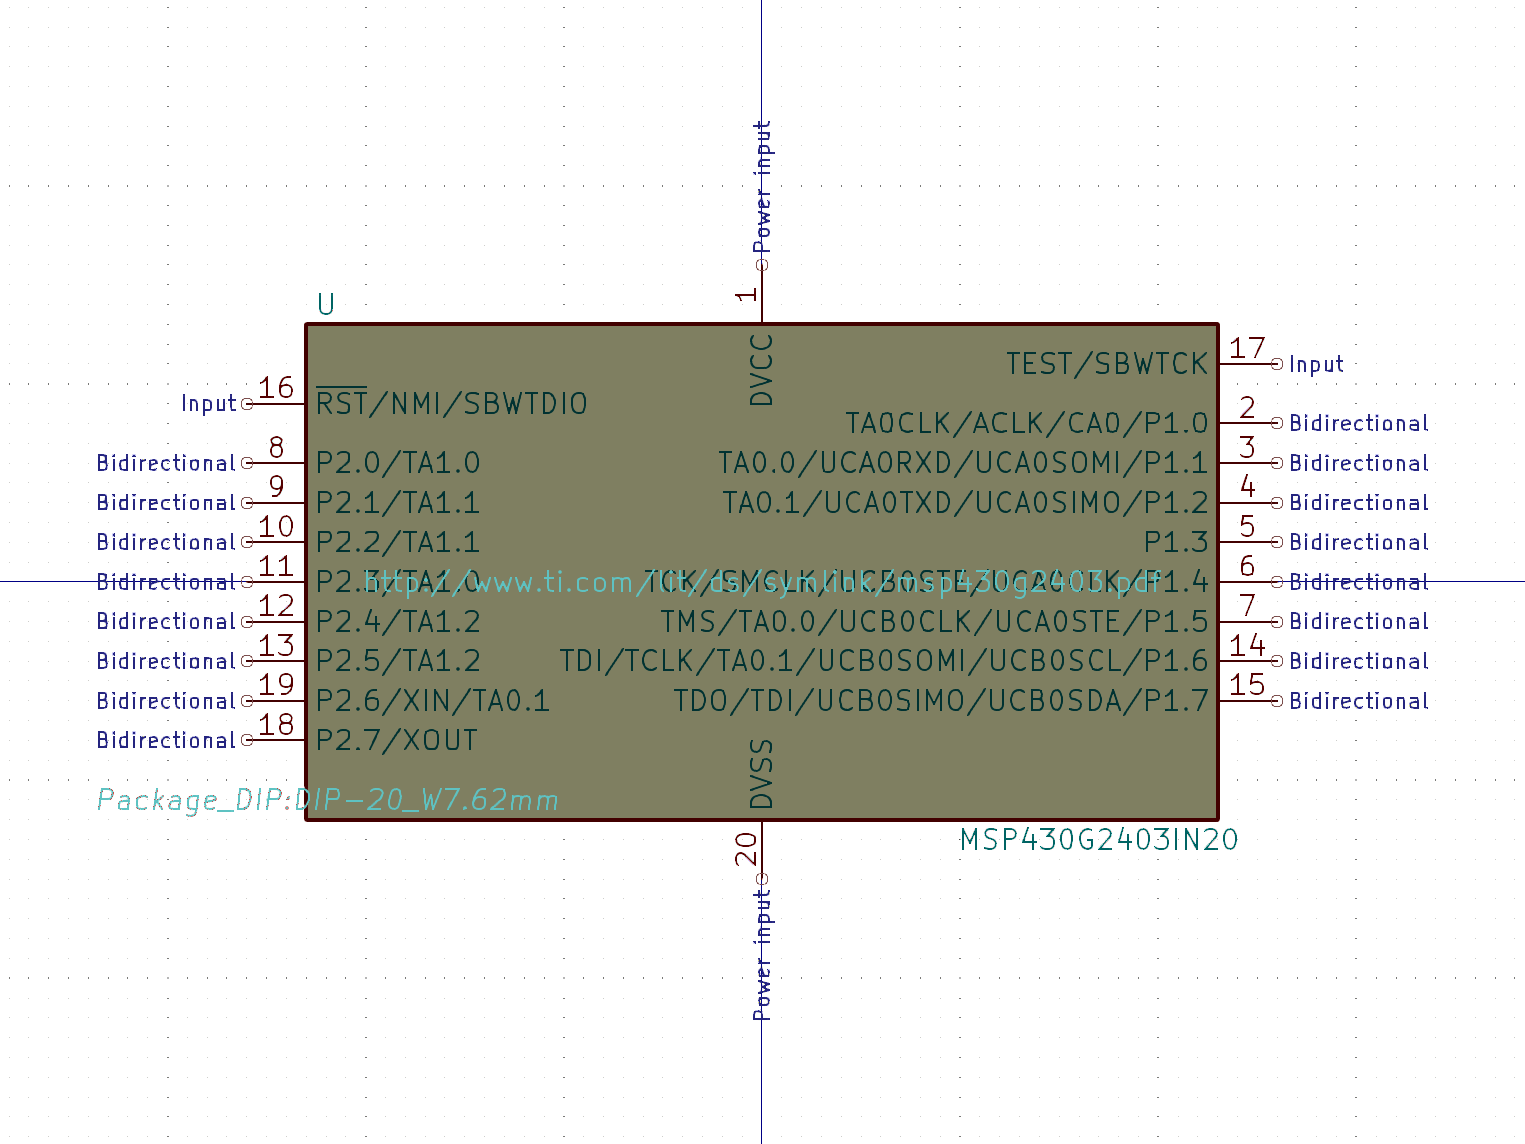 Power input
1
U
DVCC
17 TEST/SBWTCK Input
Input 16 RST/NMI/SBWTDIO
TA0CLK/ACLK/CA0/P1.0 2 Bidirectional
Bidirectional 8 P2.0/TA1.0
TA0.0/UCA0RXD/UCA0SOMI/P1.1 3 Bidirectional
Bidirectional 9 P2.1/TA1.1
TA0.1/UCA0TXD/UCA0SIMO/P1.2 4 Bidirectional
Bidirectional 10 P2.2/TA1.1
P1.3 5 Bidirectional
Bidirectional 11 P2.3/TA1.0
http://www.ti.com/lit/ds/symlink/msp430g2403.pdf
TCK/SMCLK/UCB0STE/UCA0CLK/P1.4 6 Bidirectional
Bidirectional 12 P2.4/TA1.2
TMS/TA0.0/UCB0CLK/UCA0STE/P1.5 7 Bidirectional
Bidirectional 13 P2.5/TA1.2
TDI/TCLK/TA0.1/UCB0SOMI/UCB0SCL/P1.6 14 Bidirectional
Bidirectional 19 P2.6/XIN/TA0.1
TDO/TDI/UCB0SIMO/UCB0SDA/P1.7 15 Bidirectional
Bidirectional 18 P2.7/XOUT
DVSS
Package_DIP:DIP-20_W7.62mm
MSP430G2403IN20
20
Power input